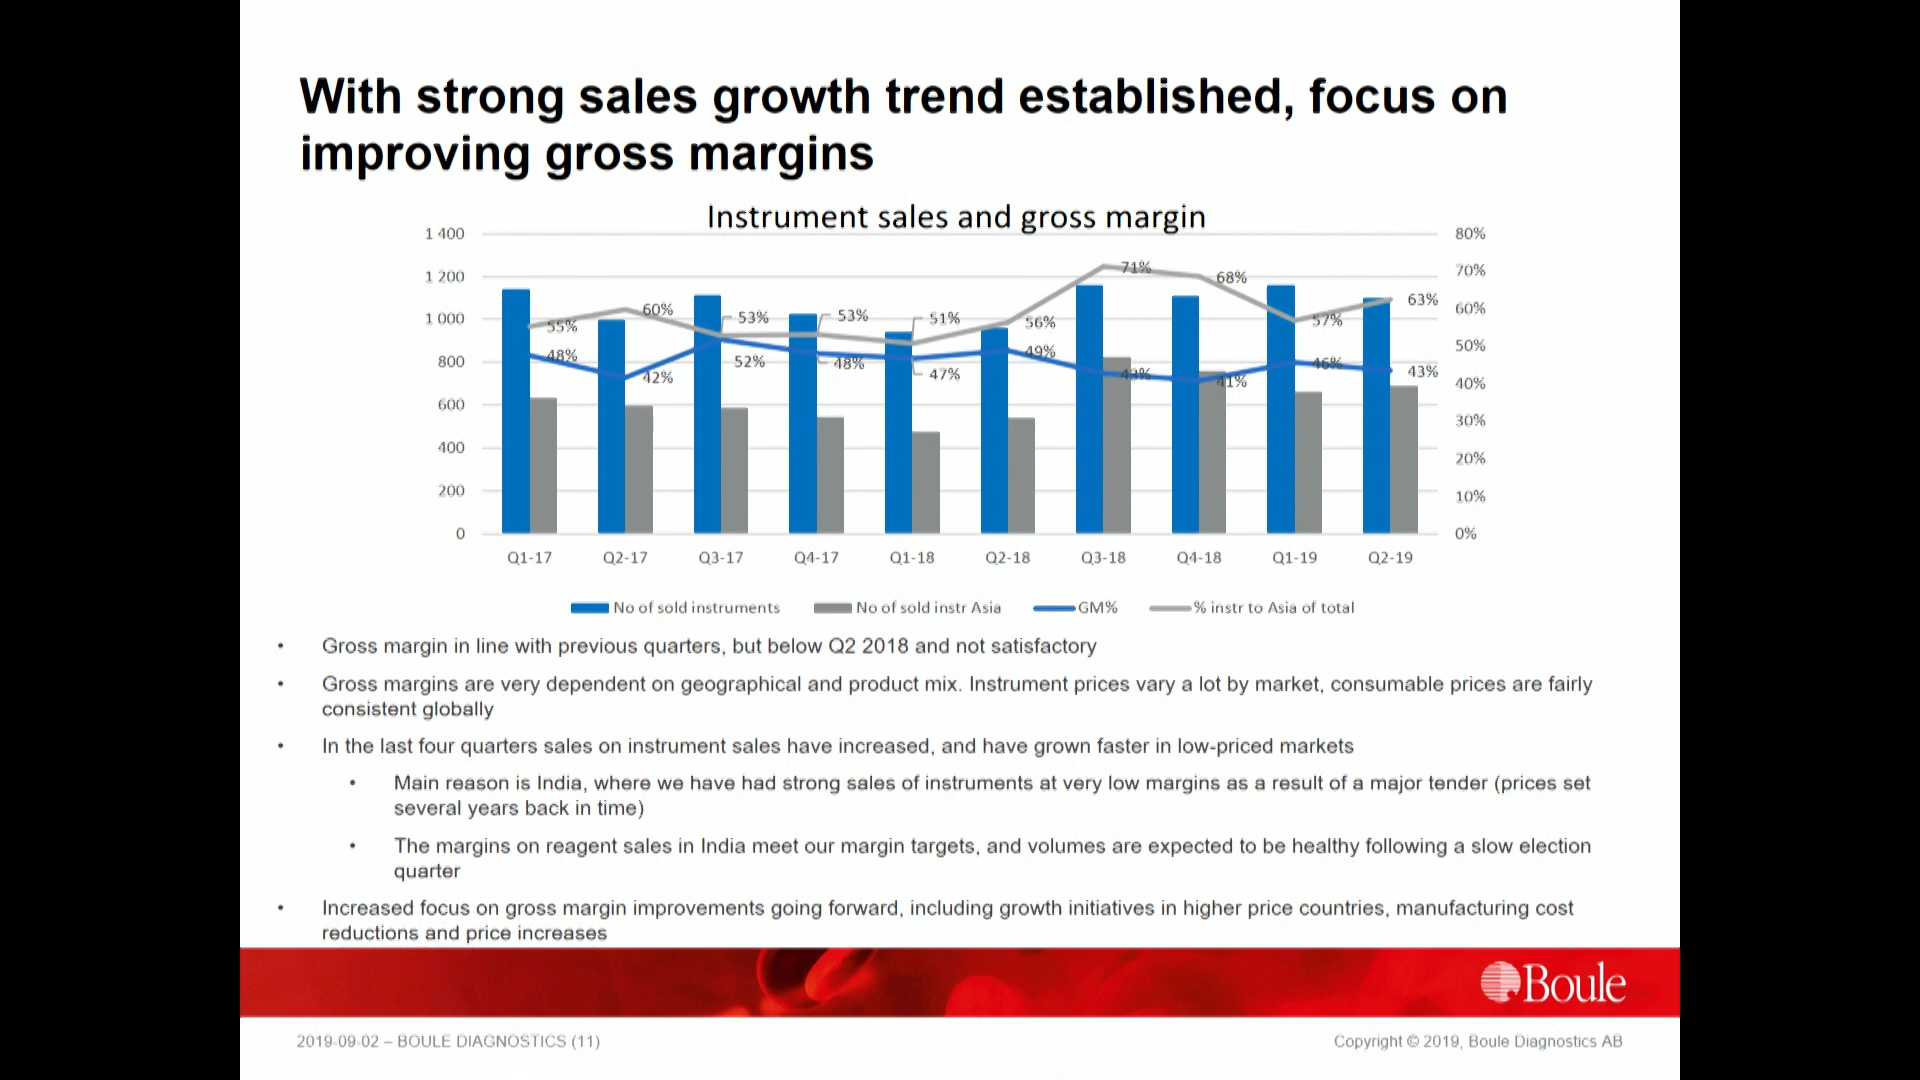 With strong sales growth trend established, focus on
improving gross margins
Instrument sales and gross margin
1 400
1 200
1 000
800
600
400
200
0
80%
70%
60%
50%
40%
30%
20%
10%
0%
55%
60%
53%
53%
51%
56%
71%
68%
57%
63%
48%
42%
52%
48%
47%
49%
43%
41%
46%
43%
Q1-17
Q2-17
Q3-17
Q4-17
Q1-18
Q2-18
Q3-18
Q4-18
Q1-19
Q2-19
No of sold instruments
No of sold instr Asia
GM%
% instr to Asia of total
• Gross margin in line with previous quarters, but below Q2 2018 and not satisfactory
• Gross margins are very dependent on geographical and product mix. Instrument prices vary a lot by market, consumable prices are fairly
consistent globally
• In the last four quarters sales on instrument sales have increased, and have grown faster in low-priced markets
• Main reason is India, where we have had strong sales of instruments at very low margins as a result of a major tender (prices set
several years back in time)
• The margins on reagent sales in India meet our margin targets, and volumes are expected to be healthy following a slow election
quarter
• Increased focus on gross margin improvements going forward, including growth initiatives in higher price countries, manufacturing cost
reductions and price increases
Boule
2019-09-02 – BOULE DIAGNOSTICS (11)
Copyright © 2019, Boule Diagnostics AB